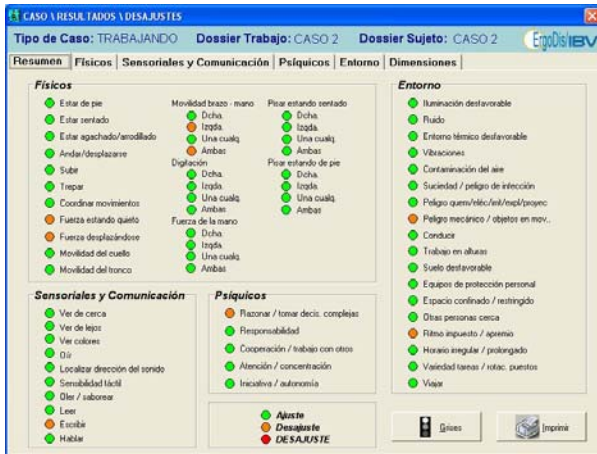 CASO \ RESULTADOS \ DESAJUSTES
Tipo de Caso: TRABAJANDO Dossier Trabajo: CASO 2 Dossier Sujeto: CASO 2 ErgoDis/IBV
Resumen Físicos Sensoriales y Comunicación Psíquicos Entorno Dimensiones
Físicos
Estar de pie
Estar sentado
Estar agachado/arrodillado
Andar/desplazarse
Subir
Trepar
Coordinar movimientos
Fuerza estando quieto
Fuerza desplazándose
Movilidad del cuello
Movilidad del tronco
Movilidad brazo - mano
Dcha.
Izqda.
Una cualq.
Ambas
Digitación
Dcha.
Izqda.
Una cualq.
Ambas
Fuerza de la mano
Dcha.
Izqda.
Una cualq.
Ambas
Pisar estando sentado
Dcha.
Izqda.
Una cualq.
Ambas
Pisar estando de pie
Dcha.
Izqda.
Una cualq.
Ambas
Entorno
Iluminación desfavorable
Ruido
Entorno térmico desfavorable
Vibraciones
Contaminación del aire
Suciedad / peligro de infección
Peligro quem/eléc/int/expl/proyec
Peligro mecánico / objetos en mov..
Conducir
Trabajo en alturas
Suelo desfavorable
Equipos de protección personal
Espacio confinado / restringido
Otras personas cerca
Ritmo impuesto / apremio
Horario irregular / prolongado
Variedad tareas / rotac. puestos
Viajar
Sensoriales y Comunicación
Ver de cerca
Ver de lejos
Ver colores
Oír
Localizar dirección del sonido
Sensibilidad táctil
Oler / saborear
Leer
Escribir
Hablar
Psíquicos
Razonar / tomar decis. complejas
Responsabilidad
Cooperación / trabajo con otros
Atención / concentración
Iniciativa / autonomía
Ajuste
Desajuste
DESAJUSTE
Grises
Imprimir